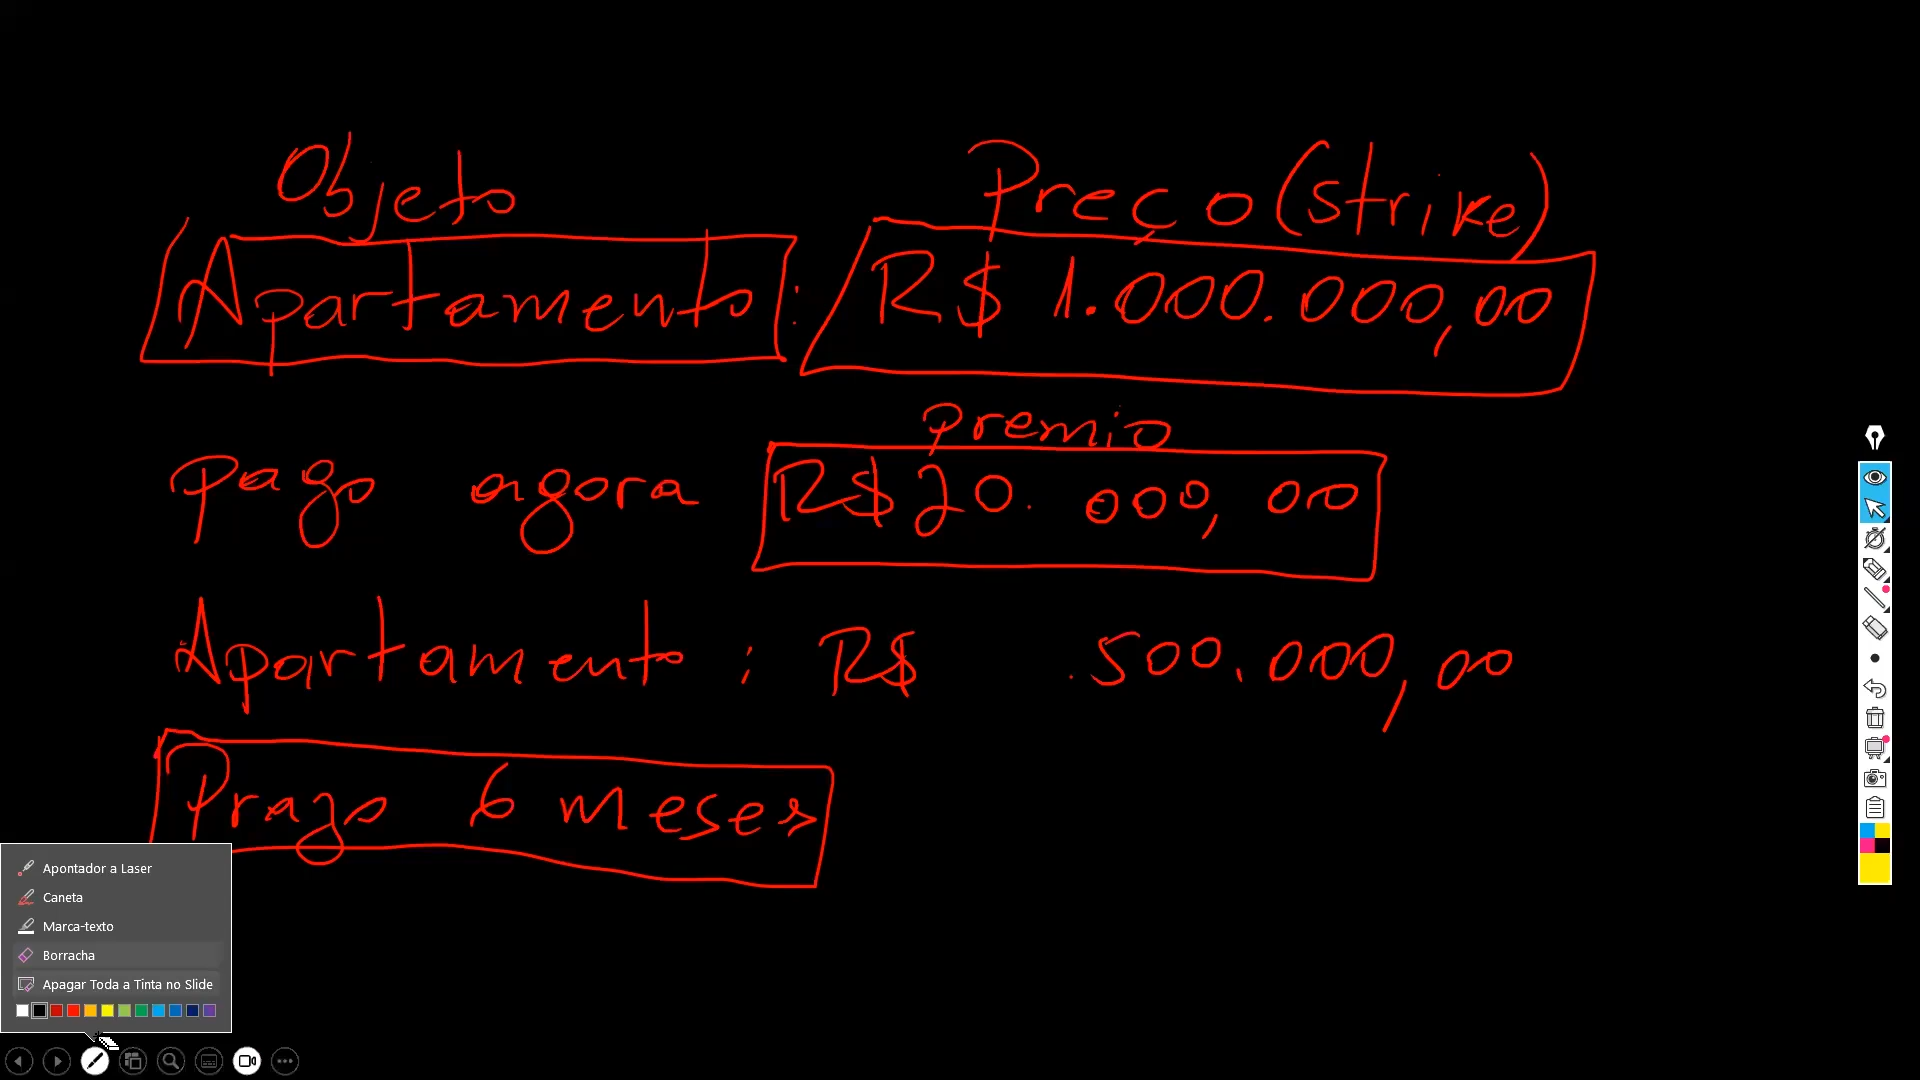 Objeto Preço (strike)
Apartamento : R$ 1.000.000,00
premio
Pago agora R$ 20.000,00
Apartamento : R$ .500.000,00
Prazo 6 meses
Apontador a Laser
Caneta
Marca-texto
Borracha
Apagar Toda a Tinta no Slide